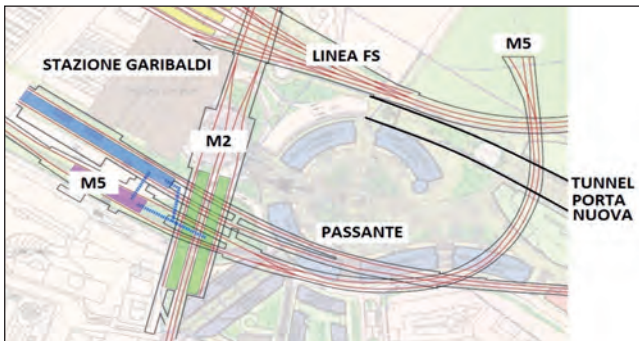 M5
LINEA FS
STAZIONE GARIBALDI
M2
M5
TUNNEL
PORTA
NUOVA
PASSANTE